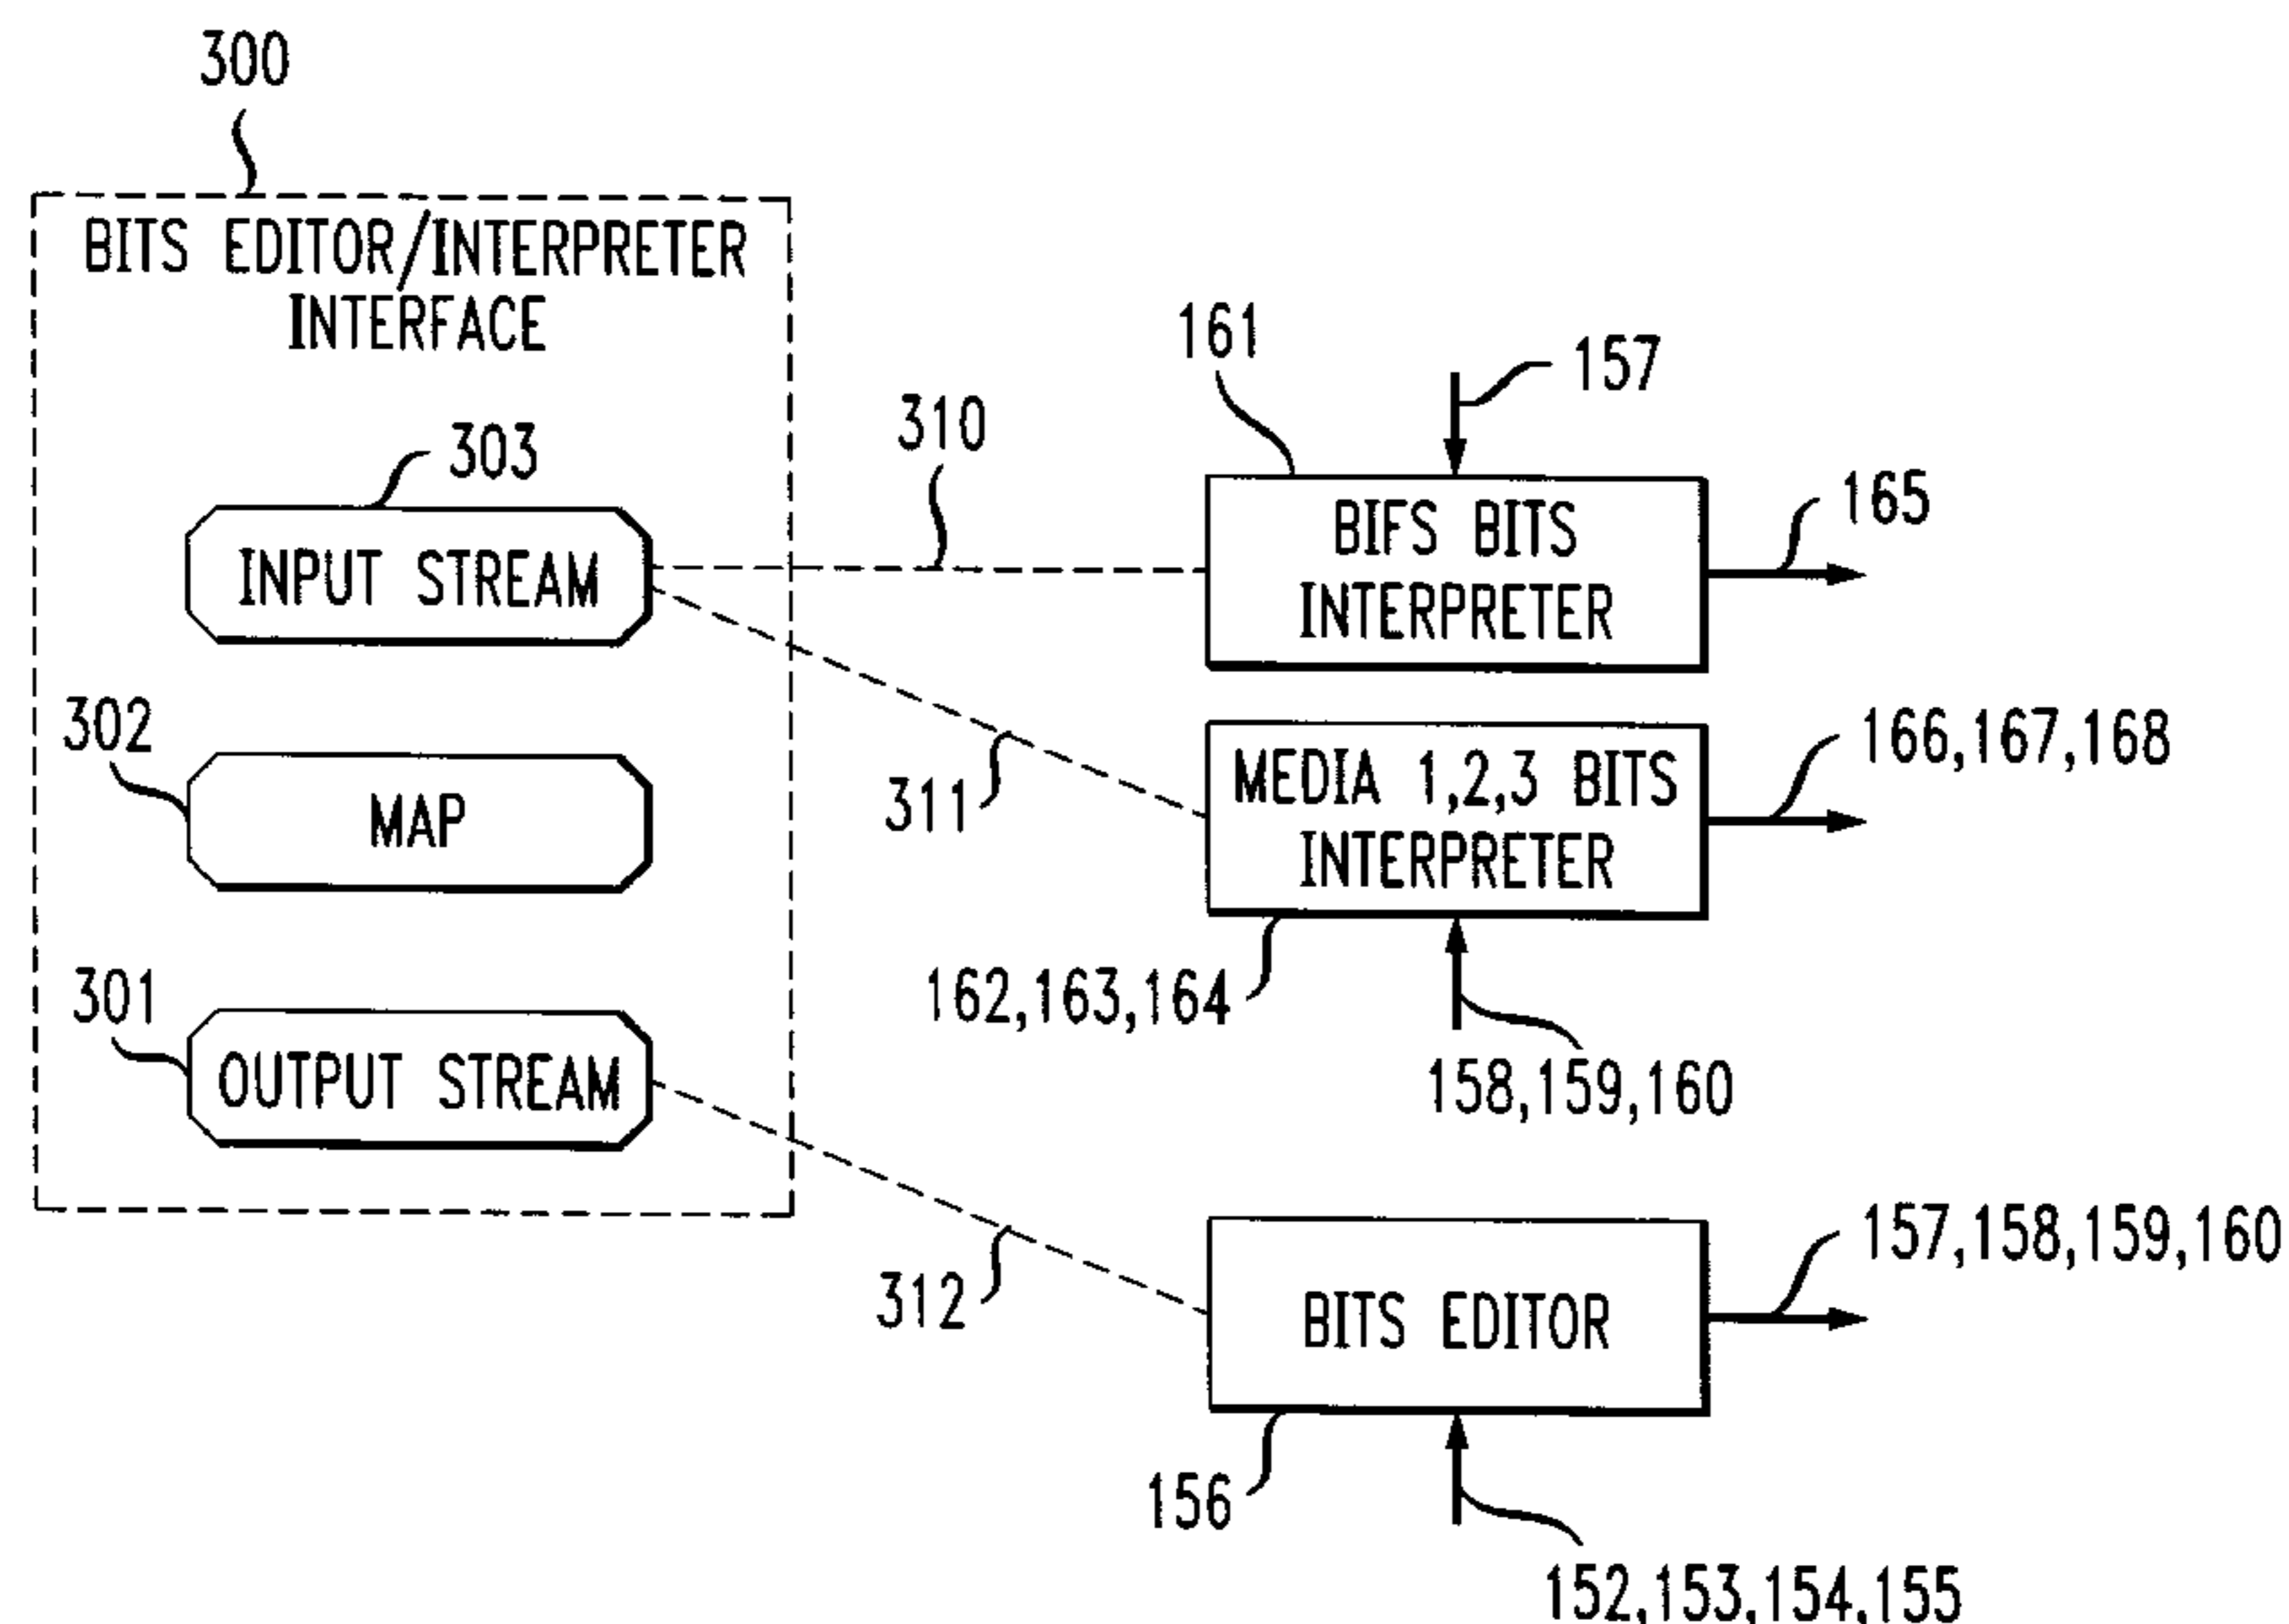 300
BITS EDITOR/INTERPRETER
INTERFACE
303
INPUT STREAM
302
MAP
301
OUTPUT STREAM
310
311
312
161
157
BIFS BITS
INTERPRETER
165
MEDIA 1,2,3 BITS
INTERPRETER
166,167,168
162,163,164
158,159,160
BITS EDITOR
157,158,159,160
156
152,153,154,155